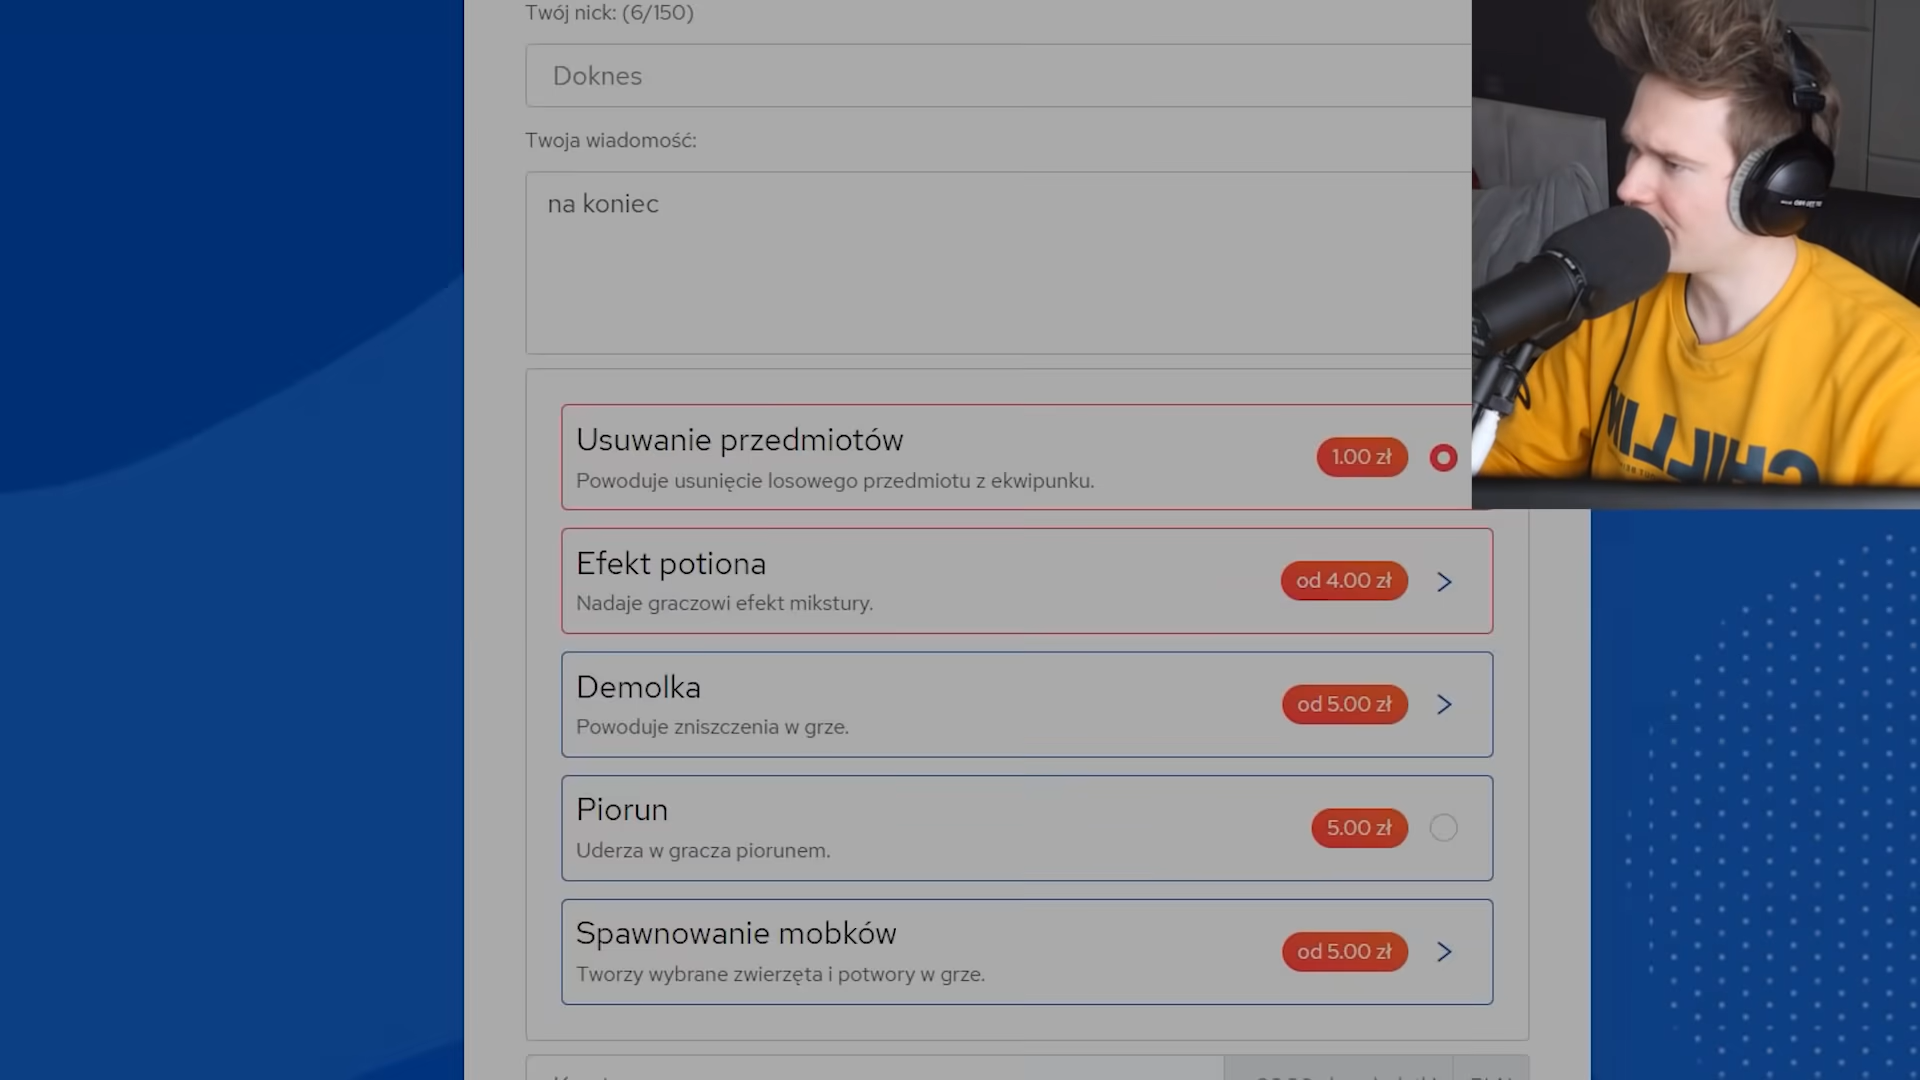 Twój nick: (6/150)
Doknes
Twoja wiadomość:
na koniec
Usuwanie przedmiotów
1.00 zł
Powoduje usunięcie losowego przedmiotu z ekwipunku.
Efekt potiona
od 4.00 zł
Nadaje graczowi efekt mikstury.
Demolka
od 5.00 zł
Powoduje zniszczenia w grze.
Piorun
5.00 zł
Uderza w gracza piorunem.
Spawnowanie mobków
od 5.00 zł
Tworzy wybrane zwierzęta i potwory w grze.